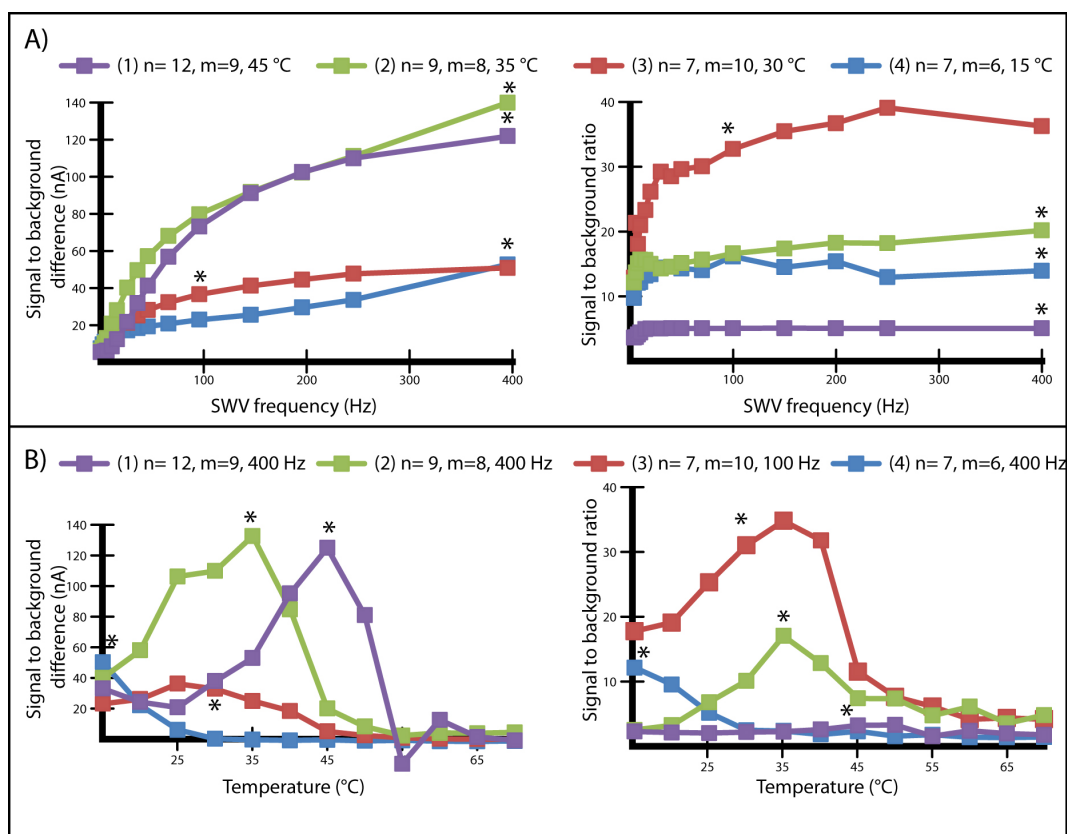 A)
(1) n= 12, m=9, 45 °C (2) n= 9, m=8, 35 °C (3) n= 7, m=10, 30 °C (4) n= 7, m=6, 15 °C
Signal to background
difference (nA)
140
120
100
80
60
40
20
*
*
*
*
100 200 300 400
SWV frequency (Hz)
Signal to background ratio
40
30
20
10
*
*
*
*
100 200 300 400
SWV frequency (Hz)
B)
(1) n= 12, m=9, 400 Hz (2) n= 9, m=8, 400 Hz (3) n= 7, m=10, 100 Hz (4) n= 7, m=6, 400 Hz
Signal to background
difference (nA)
140
120
100
80
60
40
20
*
*
*
*
25 35 45 55 65
Temperature (°C)
Signal to background ratio
40
30
20
10
*
*
*
*
25 35 45 55 65
Temperature (°C)